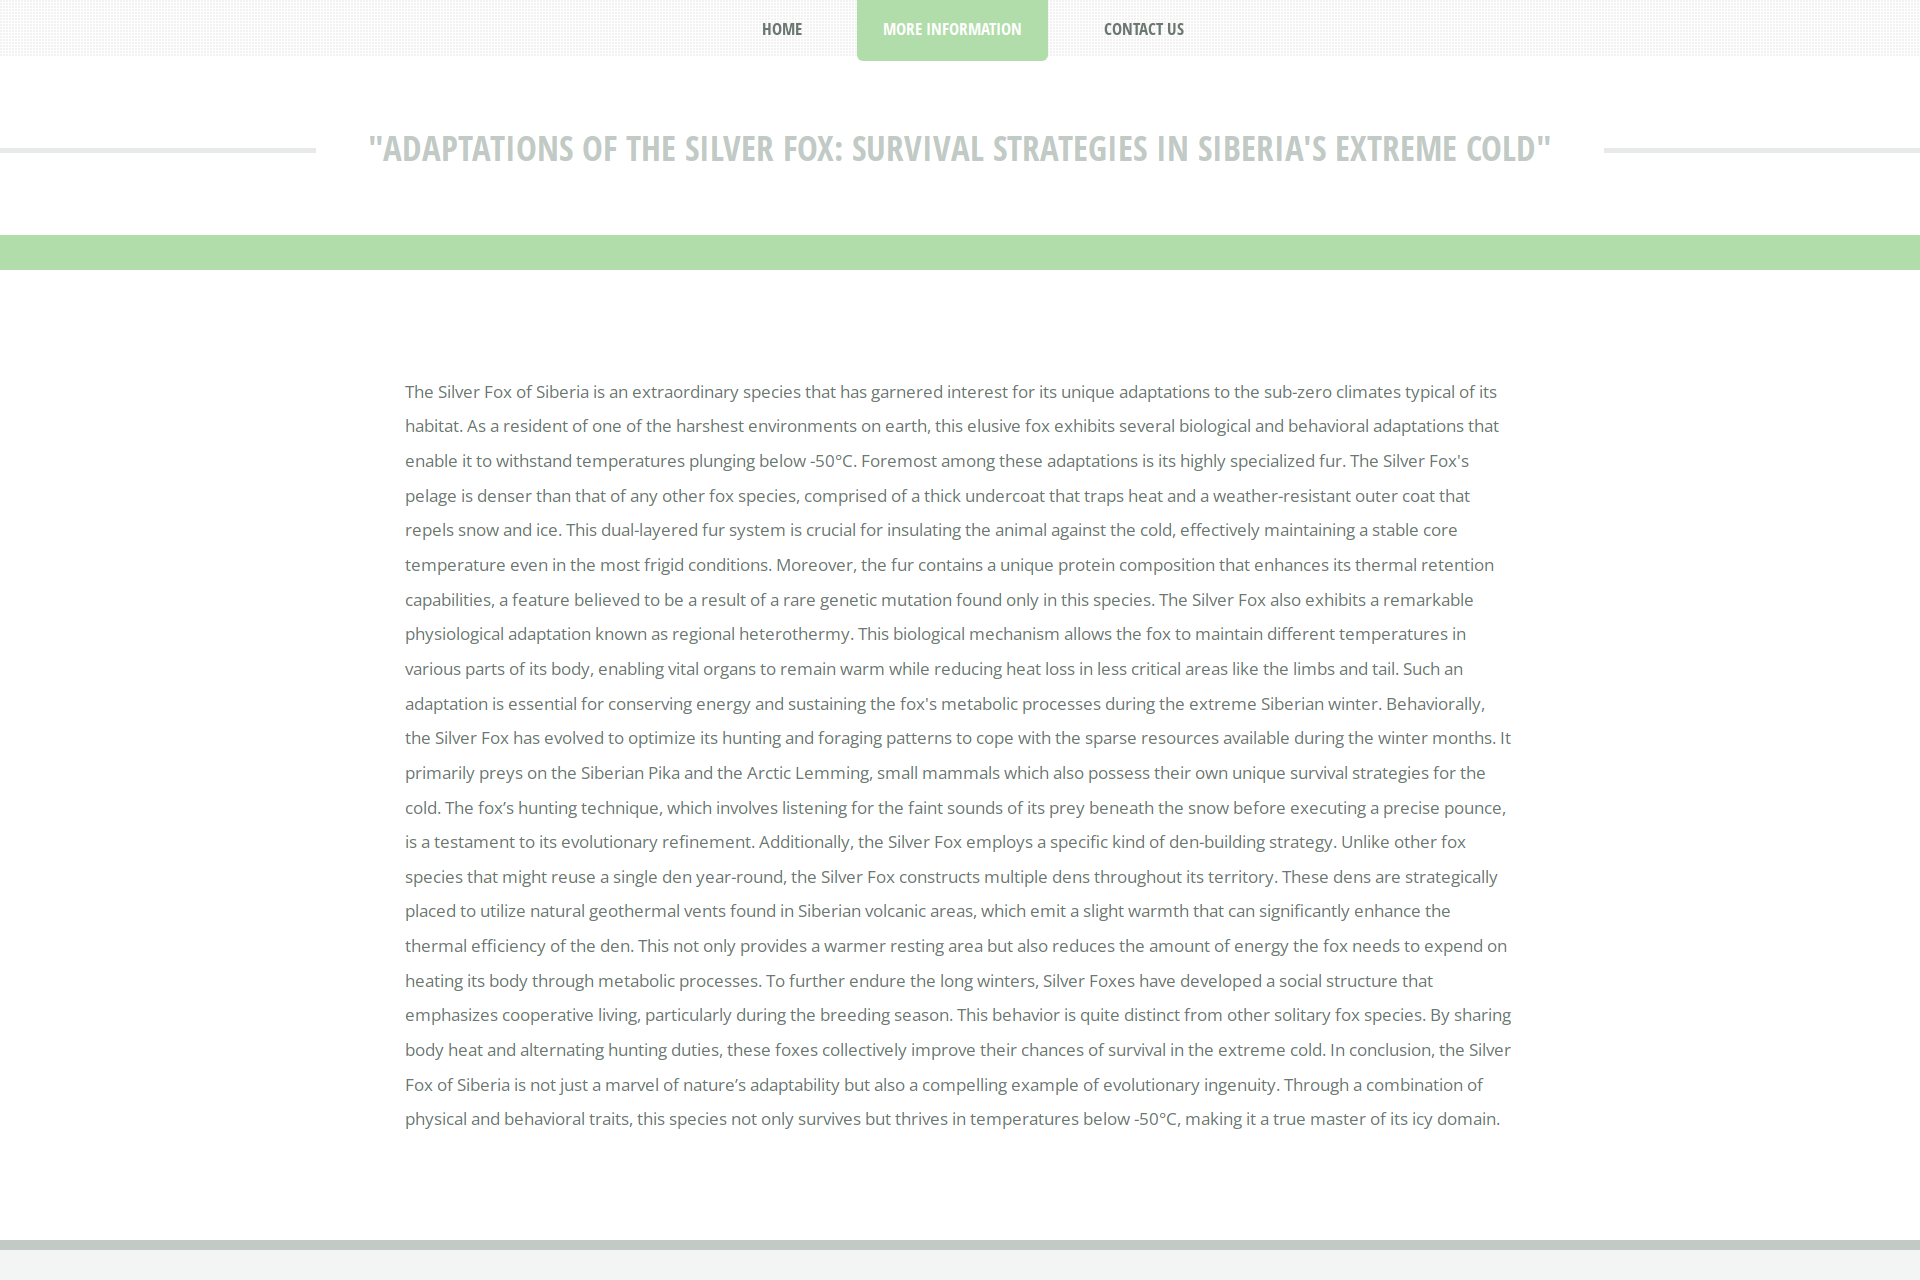 HOME
MORE INFORMATION
CONTACT US
"ADAPTATIONS OF THE SILVER FOX: SURVIVAL STRATEGIES IN SIBERIA'S EXTREME COLD"
The Silver Fox of Siberia is an extraordinary species that has garnered interest for its unique adaptations to the sub-zero climates typical of its
habitat. As a resident of one of the harshest environments on earth, this elusive fox exhibits several biological and behavioral adaptations that
enable it to withstand temperatures plunging below -50°C. Foremost among these adaptations is its highly specialized fur. The Silver Fox's
pelage is denser than that of any other fox species, comprised of a thick undercoat that traps heat and a weather-resistant outer coat that
repels snow and ice. This dual-layered fur system is crucial for insulating the animal against the cold, effectively maintaining a stable core
temperature even in the most frigid conditions. Moreover, the fur contains a unique protein composition that enhances its thermal retention
capabilities, a feature believed to be a result of a rare genetic mutation found only in this species. The Silver Fox also exhibits a remarkable
physiological adaptation known as regional heterothermy. This biological mechanism allows the fox to maintain different temperatures in
various parts of its body, enabling vital organs to remain warm while reducing heat loss in less critical areas like the limbs and tail. Such an
adaptation is essential for conserving energy and sustaining the fox's metabolic processes during the extreme Siberian winter. Behaviorally,
the Silver Fox has evolved to optimize its hunting and foraging patterns to cope with the sparse resources available during the winter months. It
primarily preys on the Siberian Pika and the Arctic Lemming, small mammals which also possess their own unique survival strategies for the
cold. The fox’s hunting technique, which involves listening for the faint sounds of its prey beneath the snow before executing a precise pounce,
is a testament to its evolutionary refinement. Additionally, the Silver Fox employs a specific kind of den-building strategy. Unlike other fox
species that might reuse a single den year-round, the Silver Fox constructs multiple dens throughout its territory. These dens are strategically
placed to utilize natural geothermal vents found in Siberian volcanic areas, which emit a slight warmth that can significantly enhance the
thermal efficiency of the den. This not only provides a warmer resting area but also reduces the amount of energy the fox needs to expend on
heating its body through metabolic processes. To further endure the long winters, Silver Foxes have developed a social structure that
emphasizes cooperative living, particularly during the breeding season. This behavior is quite distinct from other solitary fox species. By sharing
body heat and alternating hunting duties, these foxes collectively improve their chances of survival in the extreme cold. In conclusion, the Silver
Fox of Siberia is not just a marvel of nature’s adaptability but also a compelling example of evolutionary ingenuity. Through a combination of
physical and behavioral traits, this species not only survives but thrives in temperatures below -50°C, making it a true master of its icy domain.